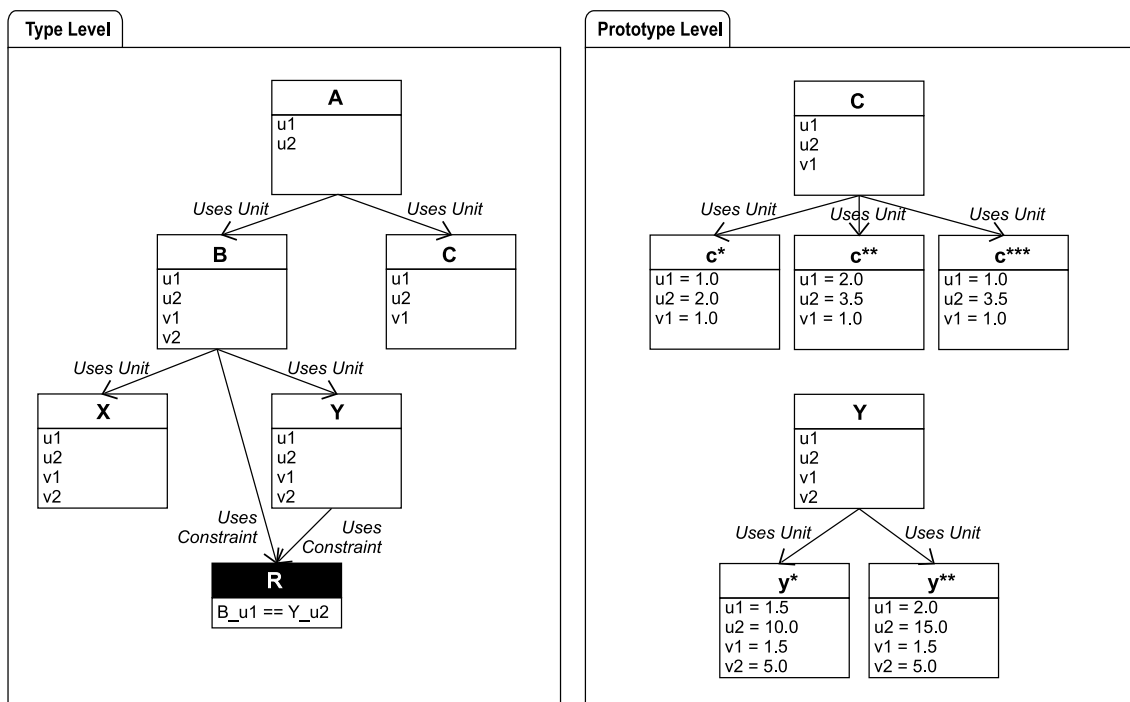 Type Level
A
u1
u2
Uses Unit
Uses Unit
B
u1
u2
v1
v2
C
u1
u2
v1
Uses Unit
Uses Unit
X
u1
u2
v1
v2
Y
u1
u2
v1
v2
Uses
Constraint
Uses
Constraint
R
B_u1 == Y_u2
Prototype Level
C
u1
u2
v1
Uses Unit
Uses Unit
Uses Unit
c*
u1 = 1.0
u2 = 2.0
v1 = 1.0
c**
u1 = 2.0
u2 = 3.5
v1 = 1.0
c***
u1 = 1.0
u2 = 3.5
v1 = 1.0
Y
u1
u2
v1
v2
Uses Unit
Uses Unit
y*
u1 = 1.5
u2 = 10.0
v1 = 1.5
v2 = 5.0
y**
u1 = 2.0
u2 = 15.0
v1 = 1.5
v2 = 5.0